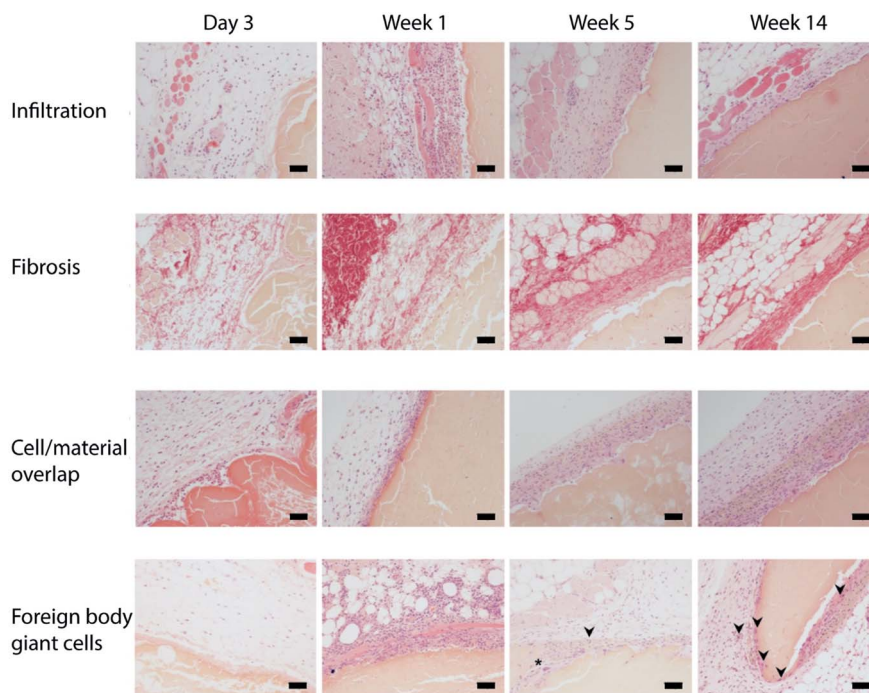 Day 3 Week 1 Week 5 Week 14
Infiltration
Fibrosis
Cell/material
overlap
Foreign body
giant cells
*